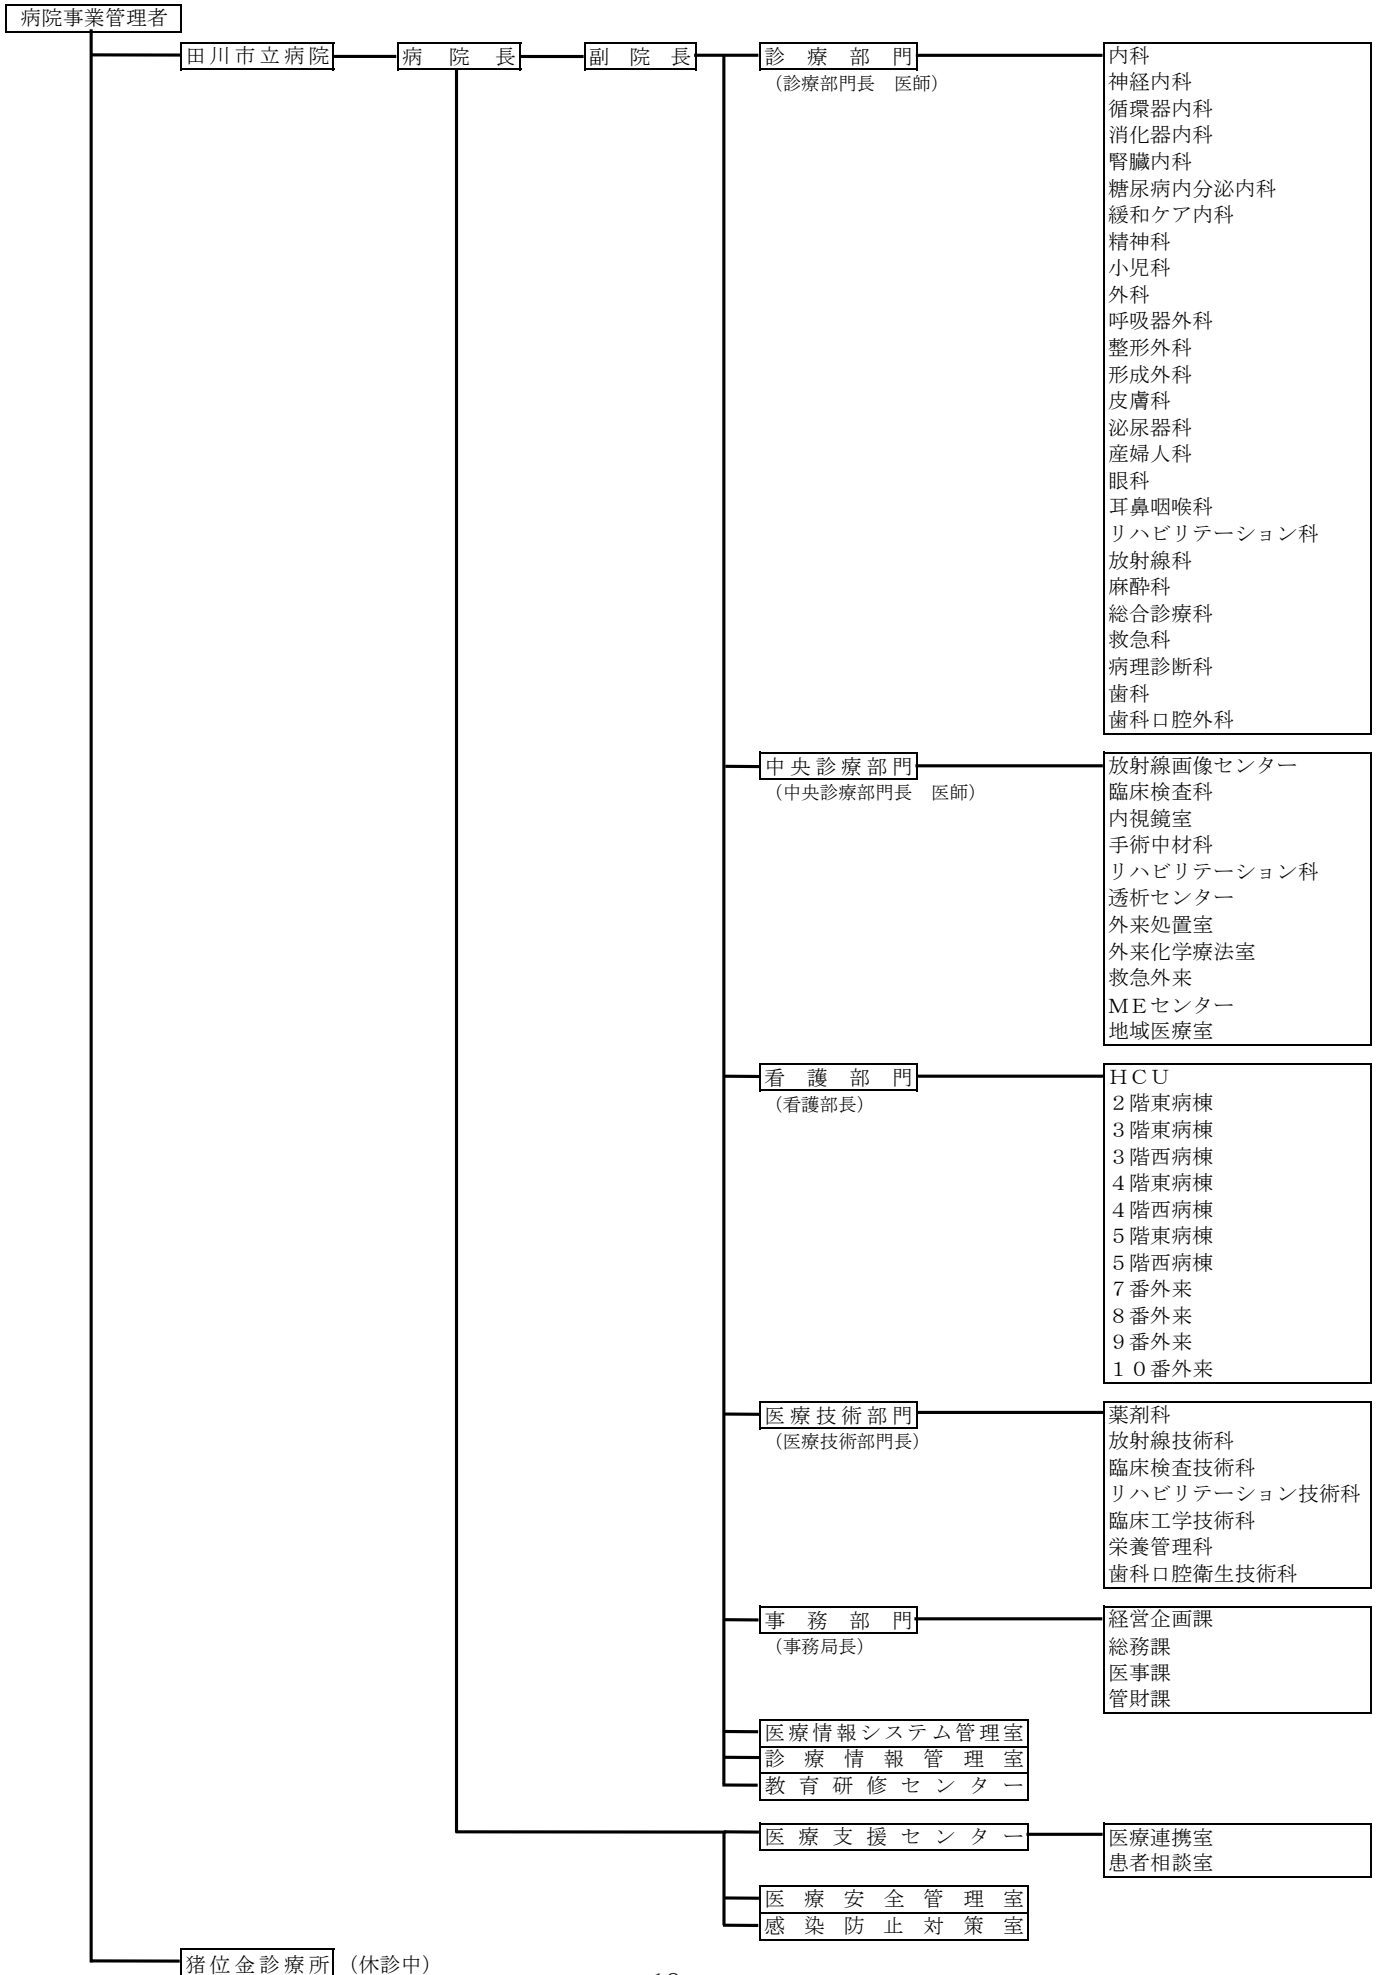 病院事業管理者
田川市立病院
病院長
副院長
診療部門
（診療部門長　医師）
内科
神経内科
循環器内科
消化器内科
腎臓内科
糖尿病内分泌内科
緩和ケア内科
精神科
小児科
外科
呼吸器外科
整形外科
形成外科
皮膚科
泌尿器科
産婦人科
眼科
耳鼻咽喉科
リハビリテーション科
放射線科
麻酔科
総合診療科
救急科
病理診断科
歯科
歯科口腔外科
中央診療部門
（中央診療部門長　医師）
放射線画像センター
臨床検査科
内視鏡室
手術中材科
リハビリテーション科
透析センター
外来処置室
外来化学療法室
救急外来
ＭＥセンター
地域医療室
看護部門
（看護部長）
ＨＣＵ
２階東病棟
３階東病棟
３階西病棟
４階東病棟
４階西病棟
５階東病棟
５階西病棟
７番外来
８番外来
９番外来
１０番外来
医療技術部門
（医療技術部門長）
薬剤科
放射線技術科
臨床検査技術科
リハビリテーション技術科
臨床工学技術科
栄養管理科
歯科口腔衛生技術科
事務部門
（事務局長）
経営企画課
総務課
医事課
管財課
医療情報システム管理室
診療情報管理室
教育研修センター
医療支援センター
医療連携室
患者相談室
医療安全管理室
感染防止対策室
猪位金診療所（休診中）